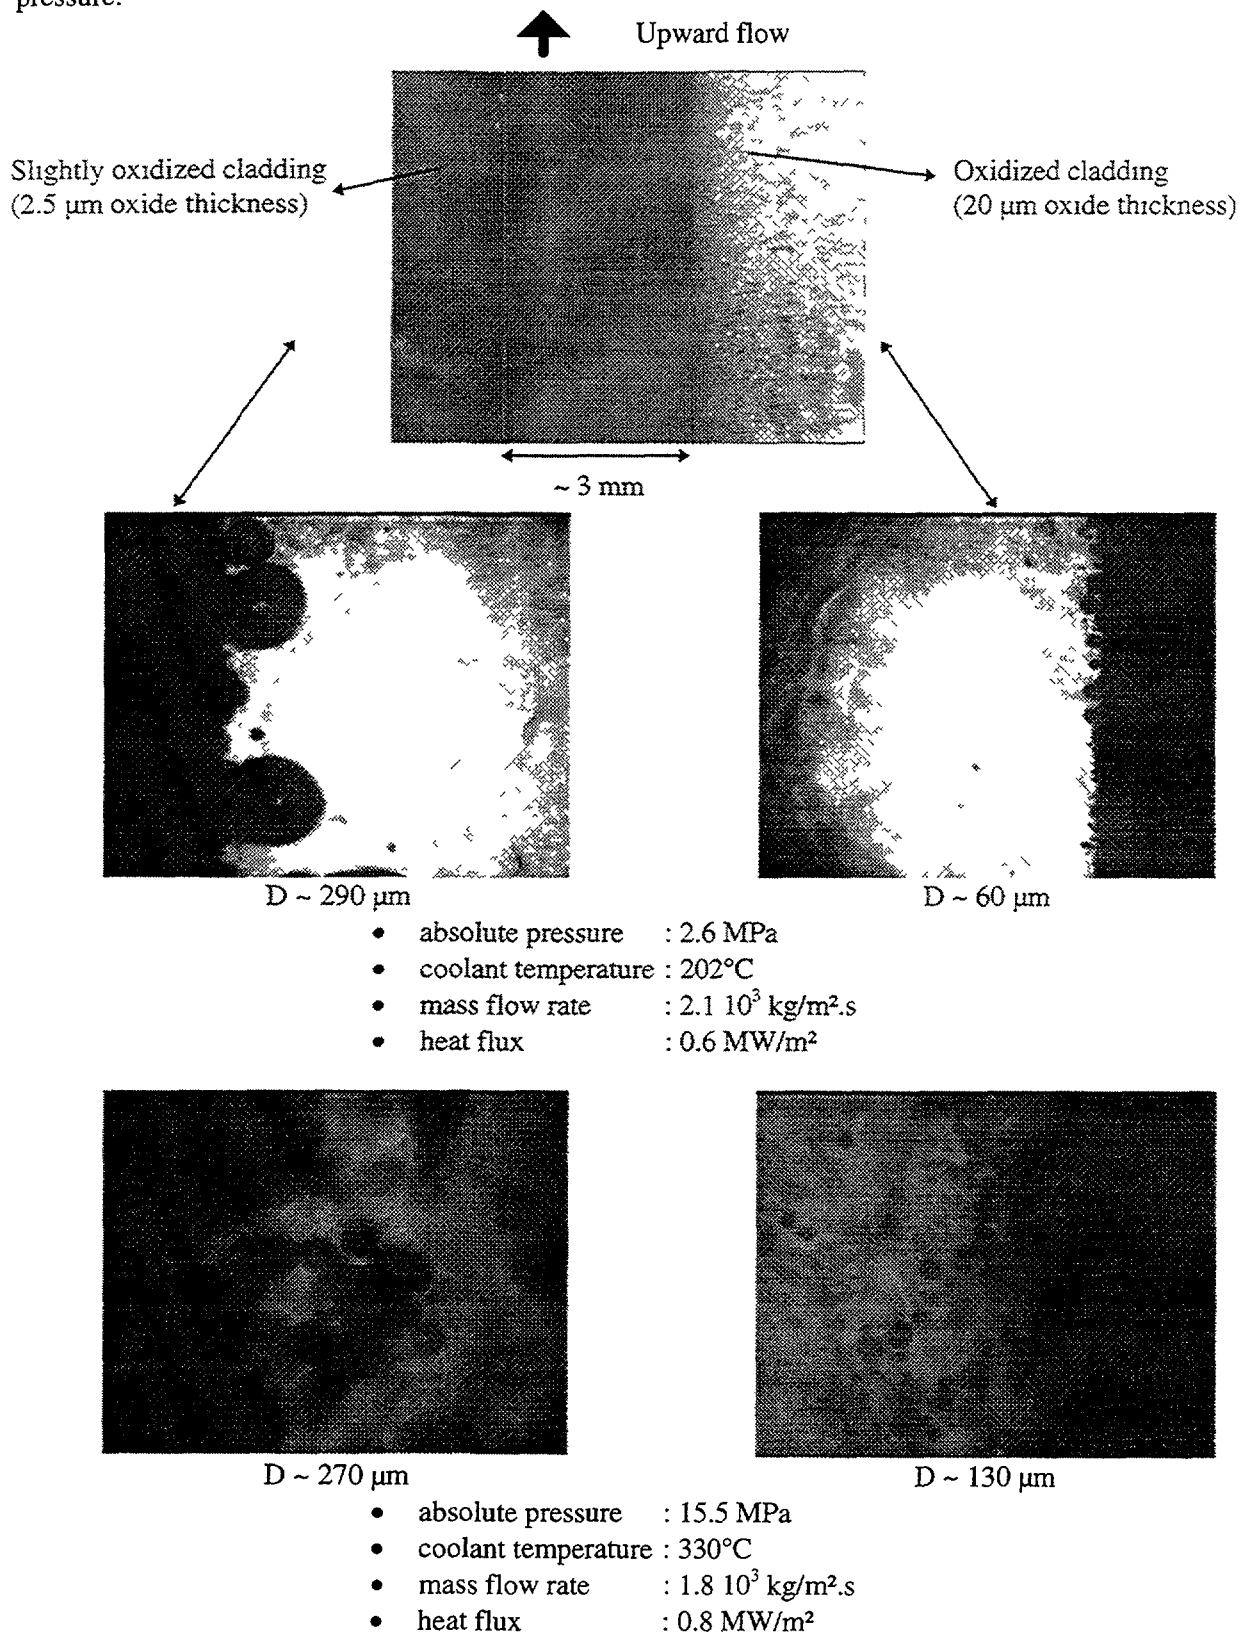 pressure.
Upward flow
Slightly oxidized cladding
(2.5 µm oxide thickness)
Oxidized cladding
(20 µm oxide thickness)
~ 3 mm
D ~ 290 µm
D ~ 60 µm
• absolute pressure : 2.6 MPa
• coolant temperature : 202°C
• mass flow rate : 2.1 10³ kg/m².s
• heat flux : 0.6 MW/m²
D ~ 270 µm
D ~ 130 µm
• absolute pressure : 15.5 MPa
• coolant temperature : 330°C
• mass flow rate : 1.8 10³ kg/m².s
• heat flux : 0.8 MW/m²